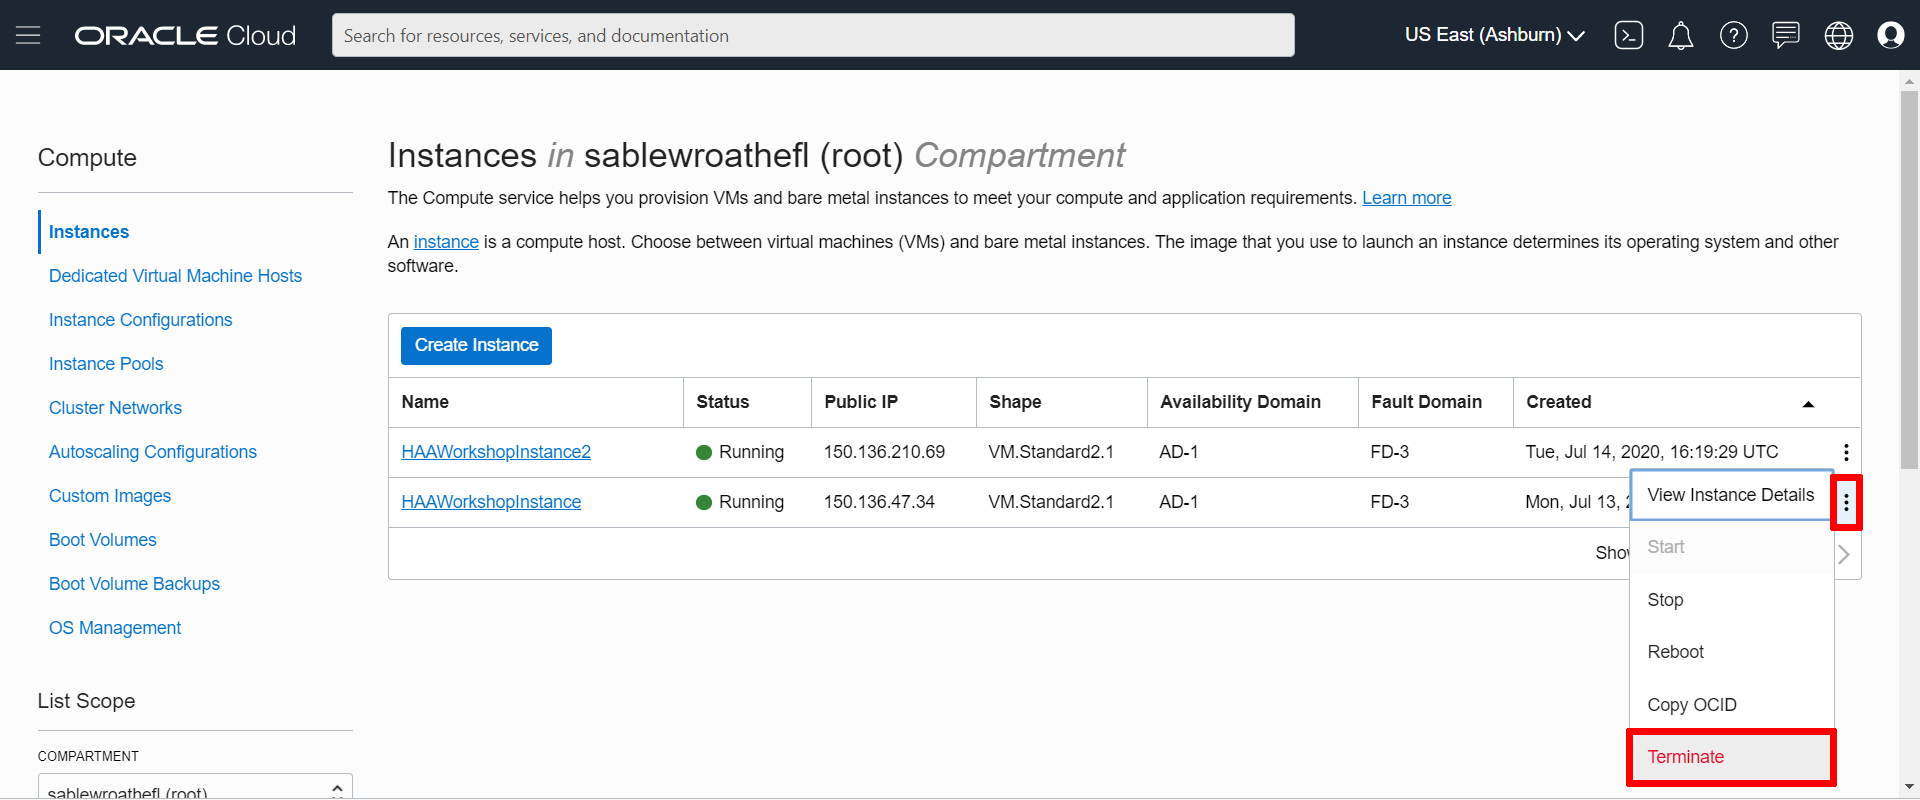 ORACLE Cloud
Search for resources, services, and documentation
US East (Ashburn)
Compute
Instances
Dedicated Virtual Machine Hosts
Instance Configurations
Instance Pools
Cluster Networks
Autoscaling Configurations
Custom Images
Boot Volumes
Boot Volume Backups
OS Management
List Scope
COMPARTMENT
sablewroathefl (root)
Instances in sablewroathefl (root) Compartment
The Compute service helps you provision VMs and bare metal instances to meet your compute and application requirements. Learn more
An instance is a compute host. Choose between virtual machines (VMs) and bare metal instances. The image that you use to launch an instance determines its operating system and other
software.
Create Instance
Name Status Public IP Shape Availability Domain Fault Domain Created
HAAWorkshopInstance2 Running 150.136.210.69 VM.Standard2.1 AD-1 FD-3 Tue, Jul 14, 2020, 16:19:29 UTC
HAAWorkshopInstance Running 150.136.47.34 VM.Standard2.1 AD-1 FD-3 Mon, Jul 13,
View Instance Details
Start
Stop
Reboot
Copy OCID
Terminate